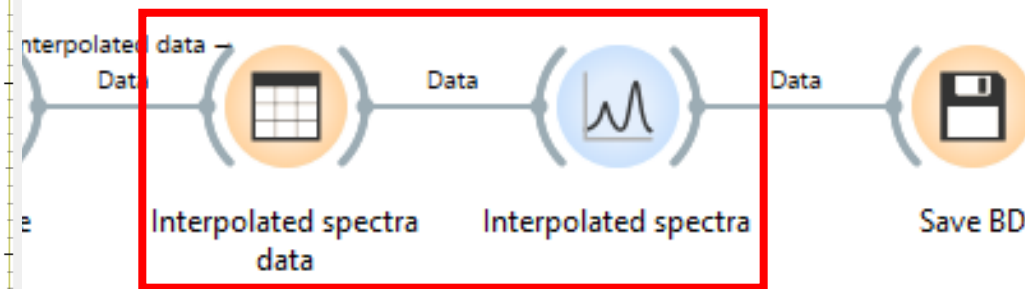 nterpolated data →
Data
Data
Data
e
Interpolated spectra
data
Interpolated spectra
Save BD